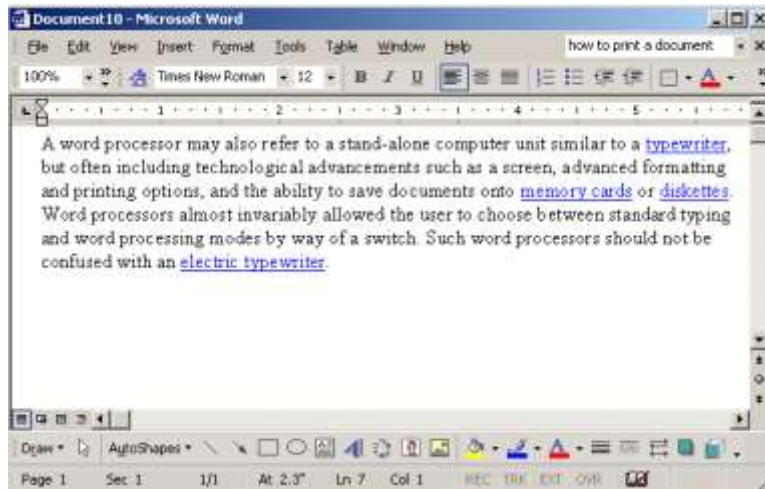 Document10 - Microsoft Word
File Edit View Insert Format Tools Table Window Help how to print a document
100% Times New Roman 12 B I U A
1 2 3 4 5
A word processor may also refer to a stand-alone computer unit similar to a typewriter,
but often including technological advancements such as a screen, advanced formatting
and printing options, and the ability to save documents onto memory cards or diskettes.
Word processors almost invariably allowed the user to choose between standard typing
and word processing modes by way of a switch. Such word processors should not be
confused with an electric typewriter.
Draw AutoShapes A
Page 1 Sec 1 1/1 At 2.3" Ln 7 Col 1 REC TRK EXT OVR